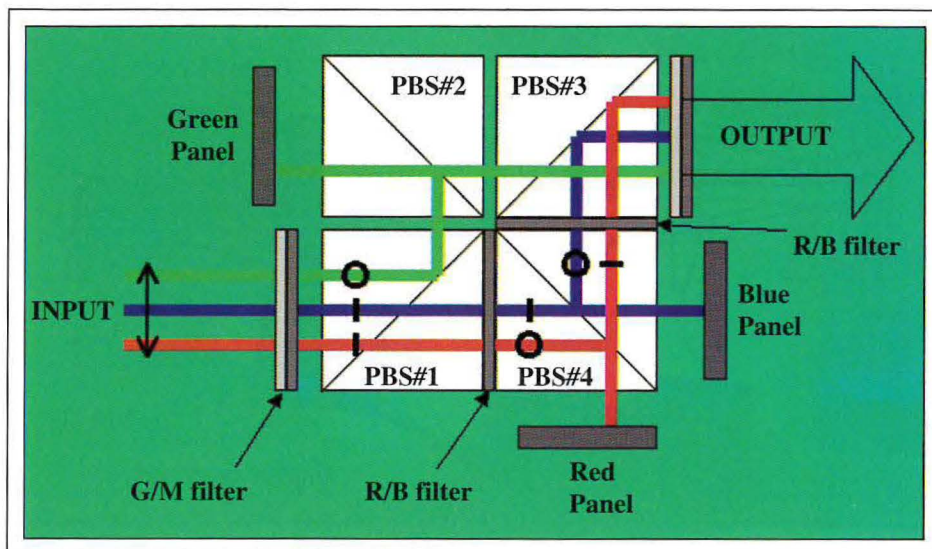 PBS#2
PBS#3
Green
Panel
OUTPUT
R/B filter
INPUT
Blue
Panel
PBS#1
PBS#4
G/M filter
R/B filter
Red
Panel